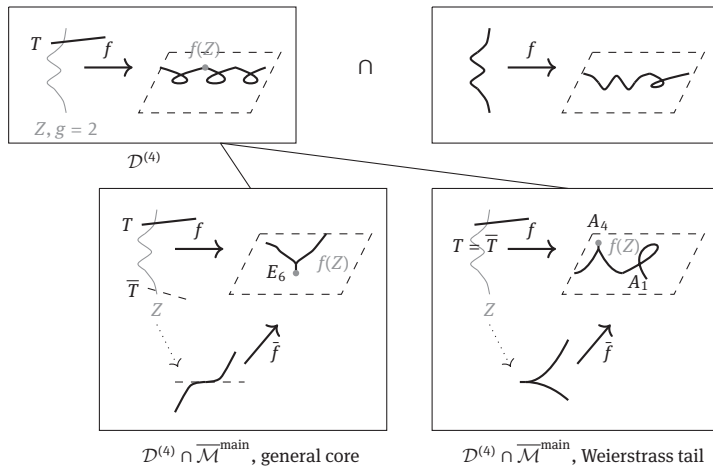 T
f
f(Z)
∩
f
Z, g = 2
𝒟⁽⁴⁾
T
f
E₆
f(Z)
T̅
Z
f̄
T = T̅
f
A₄
f(Z)
A₁
Z
f̄
𝒟⁽⁴⁾ ∩ ℳ̅ᵐᵃⁱⁿ, general core
𝒟⁽⁴⁾ ∩ ℳ̅ᵐᵃⁱⁿ, Weierstrass tail